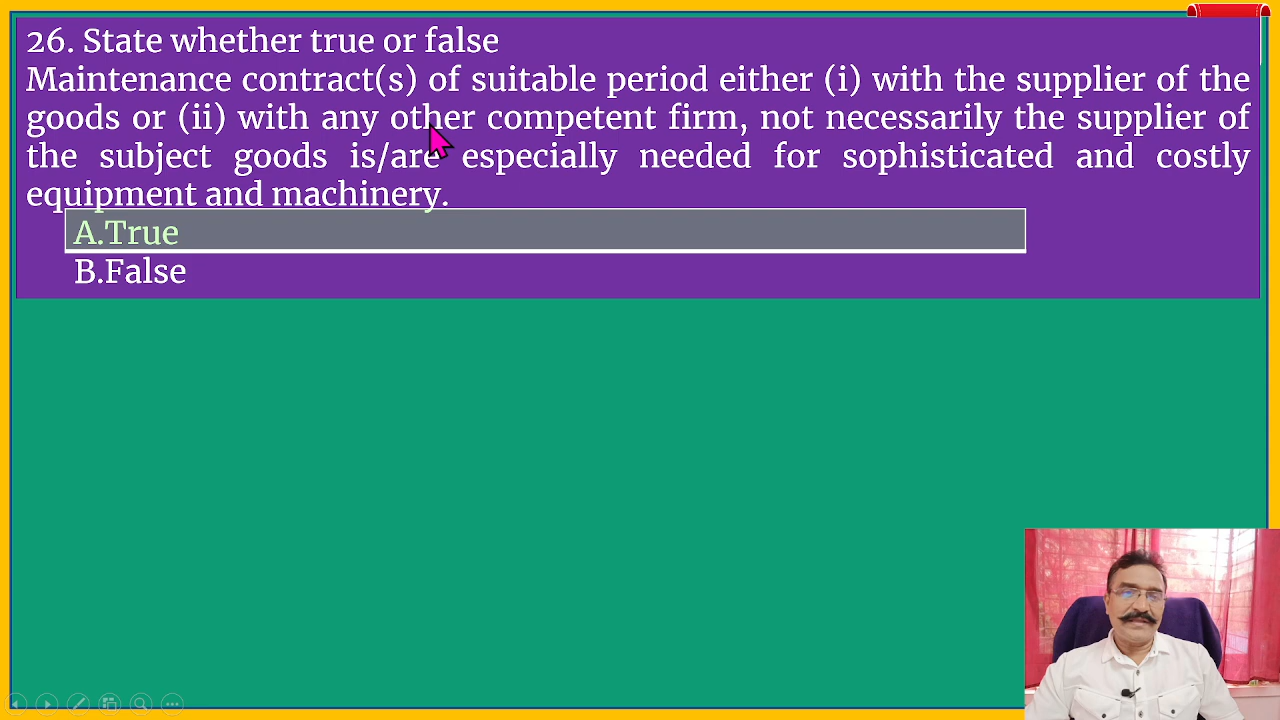 26. State whether true or false
Maintenance contract(s) of suitable period either (i) with the supplier of the
goods or (ii) with any other competent firm, not necessarily the supplier of
the subject goods is/are especially needed for sophisticated and costly
equipment and machinery.
A.True
B.False